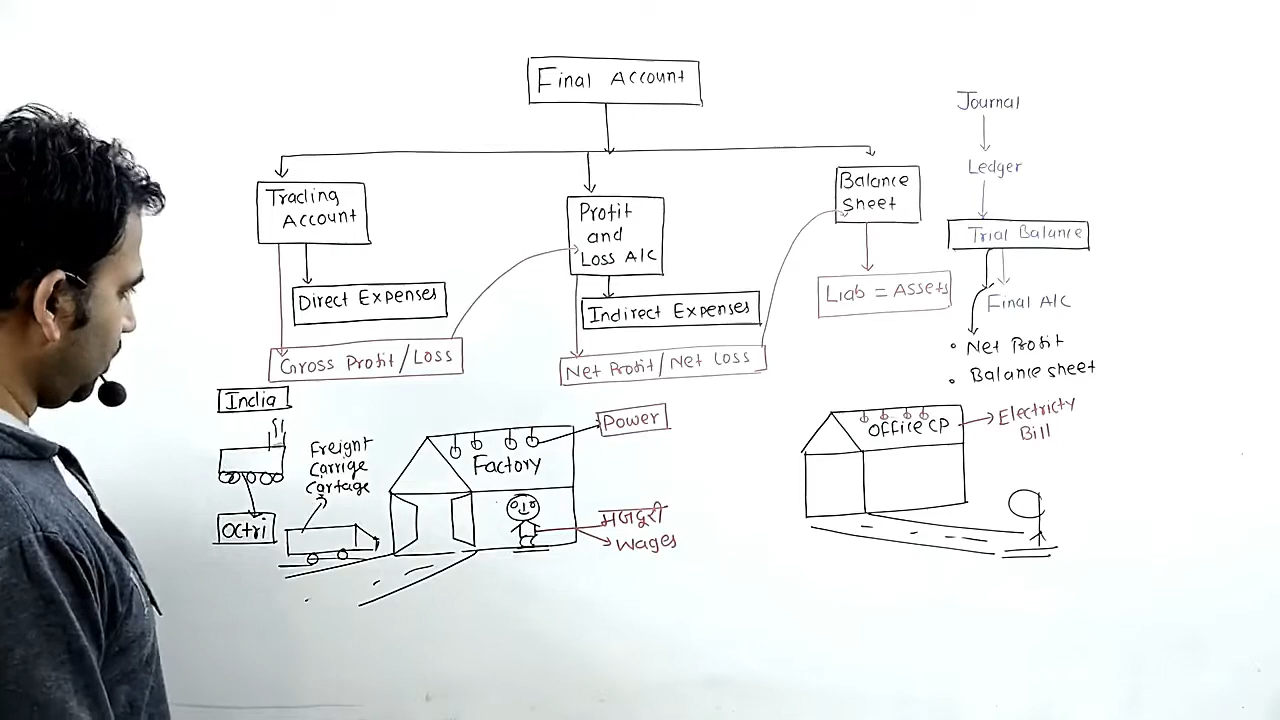 Final Account
Trading
Account
Profit
and
Loss A/C
Balance
Sheet
Direct Expenses
Indirect Expenses
Liab = Assets
Gross Profit/Loss
Net Profit/Net Loss
Journal
Ledger
Trial Balance
Final A/C
• Net Profit
• Balance sheet
India
Octri
Freight
Carrige
Cartage
Factory
Power
मजदूरी
Wages
Office CP
Electricty
Bill